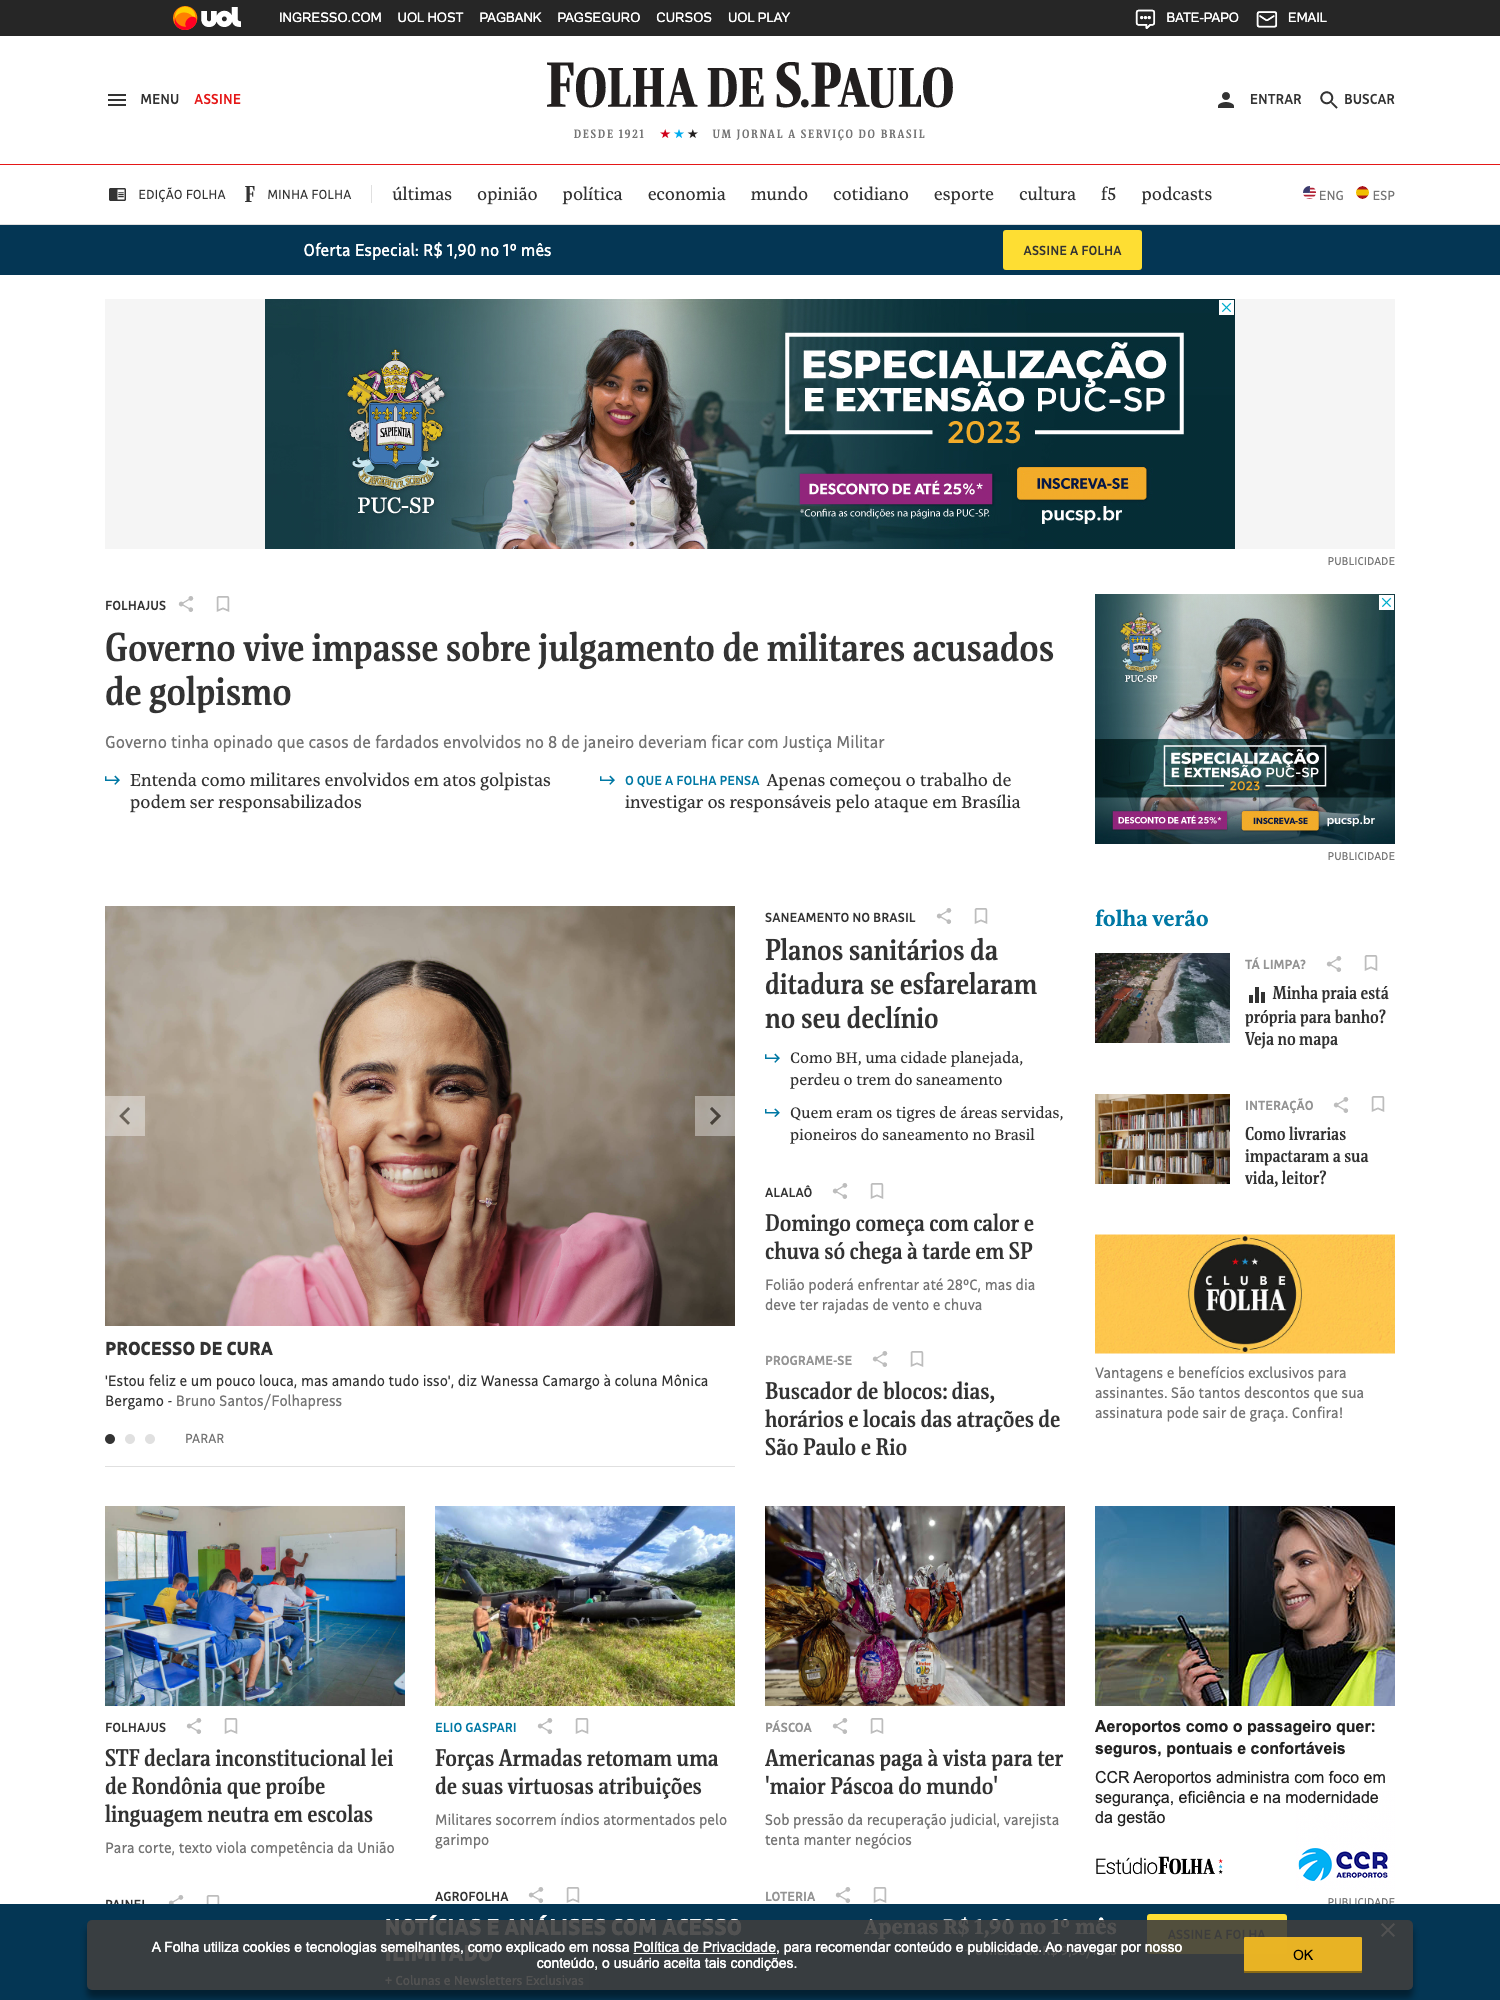 uol INGRESSO.COM UOL HOST PAGBANK PAGSEGURO CURSOS UOL PLAY BATE-PAPO EMAIL
MENU ASSINE
FOLHA DE S.PAULO
DESDE 1921 ★★★ UM JORNAL A SERVIÇO DO BRASIL
ENTRAR BUSCAR
EDIÇÃO FOLHA F MINHA FOLHA últimas opinião política economia mundo cotidiano esporte cultura f5 podcasts ENG ESP
Oferta Especial: R$ 1,90 no 1º mês ASSINE A FOLHA
SAPIENTIA
PUC-SP
ESPECIALIZAÇÃO
E EXTENSÃO PUC-SP
2023
DESCONTO DE ATÉ 25%*
*Confira as condições na página da PUC-SP.
INSCREVA-SE
pucsp.br
PUBLICIDADE
FOLHAJUS
Governo vive impasse sobre julgamento de militares acusados
de golpismo
Governo tinha opinado que casos de fardados envolvidos no 8 de janeiro deveriam ficar com Justiça Militar
Entenda como militares envolvidos em atos golpistas
podem ser responsabilizados
O QUE A FOLHA PENSA Apenas começou o trabalho de
investigar os responsáveis pelo ataque em Brasília
PUC-SP
ESPECIALIZAÇÃO
E EXTENSÃO PUC-SP
2023
DESCONTO DE ATÉ 25%* INSCREVA-SE pucsp.br
PUBLICIDADE
PROCESSO DE CURA
'Estou feliz e um pouco louca, mas amando tudo isso', diz Wanessa Camargo à coluna Mônica
Bergamo - Bruno Santos/Folhapress
PARAR
SANEAMENTO NO BRASIL
Planos sanitários da
ditadura se esfarelaram
no seu declínio
Como BH, uma cidade planejada,
perdeu o trem do saneamento
Quem eram os tigres de áreas servidas,
pioneiros do saneamento no Brasil
ALALAÔ
Domingo começa com calor e
chuva só chega à tarde em SP
Folião poderá enfrentar até 28ºC, mas dia
deve ter rajadas de vento e chuva
PROGRAME-SE
Buscador de blocos: dias,
horários e locais das atrações de
São Paulo e Rio
folha verão
TÁ LIMPA?
Minha praia está
própria para banho?
Veja no mapa
INTERAÇÃO
Como livrarias
impactaram a sua
vida, leitor?
CLUBE
FOLHA
Vantagens e benefícios exclusivos para
assinantes. São tantos descontos que sua
assinatura pode sair de graça. Confira!
FOLHAJUS
STF declara inconstitucional lei
de Rondônia que proíbe
linguagem neutra em escolas
Para corte, texto viola competência da União
ELIO GASPARI
Forças Armadas retomam uma
de suas virtuosas atribuições
Militares socorrem índios atormentados pelo
garimpo
PÁSCOA
Americanas paga à vista para ter
'maior Páscoa do mundo'
Sob pressão da recuperação judicial, varejista
tenta manter negócios
Aeroportos como o passageiro quer:
seguros, pontuais e confortáveis
CCR Aeroportos administra com foco em
segurança, eficiência e na modernidade
da gestão
EstúdioFOLHA CCR AEROPORTOS
PUBLICIDADE
PAINEL
AGROFOLHA
LOTERIA
NOTÍCIAS E ANÁLISES COM ACESSO
ILIMITADO
+ Colunas e Newsletters Exclusivas
Apenas R$ 1,90 no 1º mês
ASSINE A FOLHA
A Folha utiliza cookies e tecnologias semelhantes, como explicado em nossa Política de Privacidade, para recomendar conteúdo e publicidade. Ao navegar por nosso
conteúdo, o usuário aceita tais condições.
OK